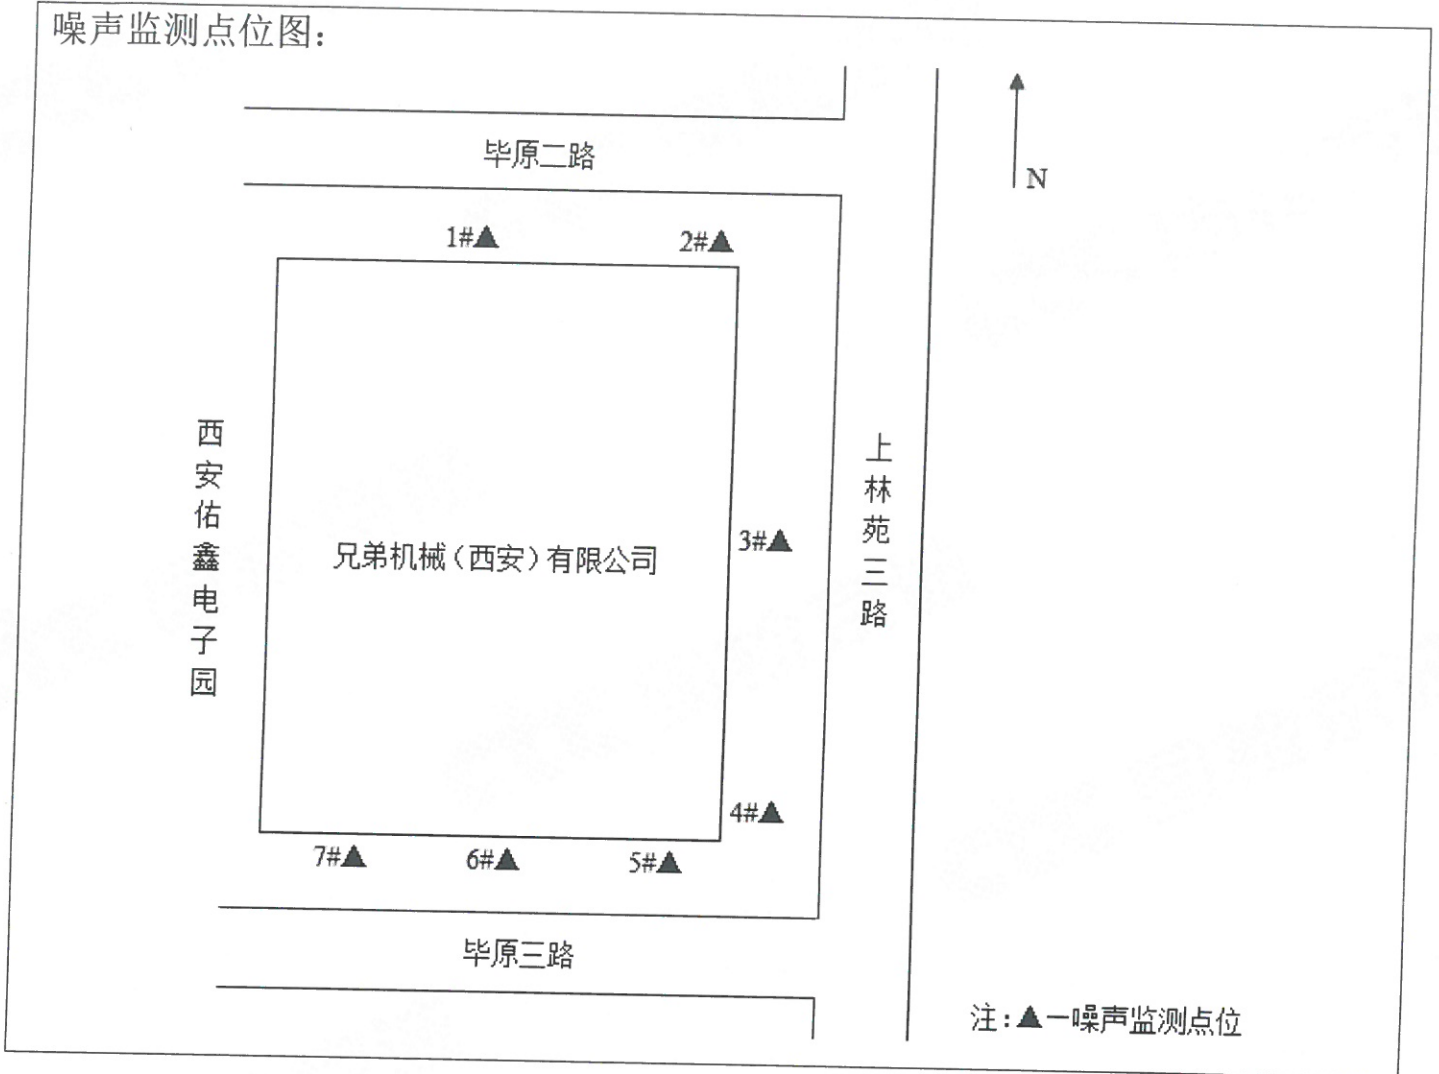 噪声监测点位图：
毕原二路
N
1#▲
2#▲
西安佑鑫电子园
上林苑三路
3#▲
兄弟机械（西安）有限公司
4#▲
7#▲
6#▲
5#▲
毕原三路
注：▲—噪声监测点位